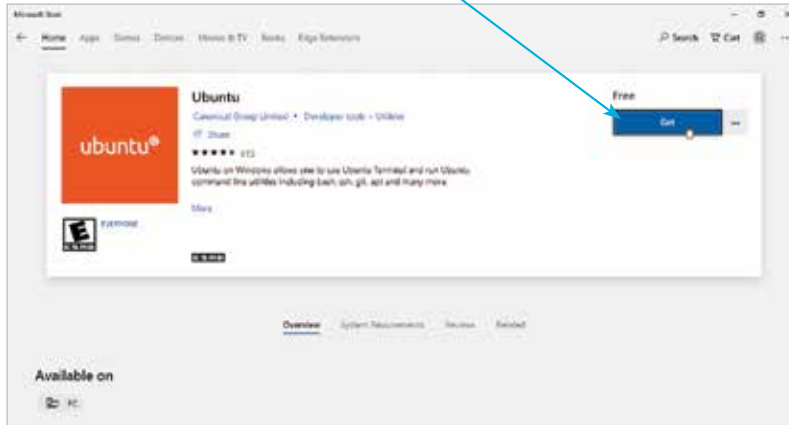 Microsoft Store
Home Apps Games Devices Movies & TV Books Edge Extensions
Search Cart
ubuntu®
Ubuntu
Canonical Group Limited • Developer tools > Utilities
Share
Ubuntu on Windows allows one to use Ubuntu Terminal and run Ubuntu
command line utilities including bash, ssh, git, apt and many more.
More
Free
Get
E
EVERYONE
ESRB
Overview System Requirements Reviews Related
Available on
PC